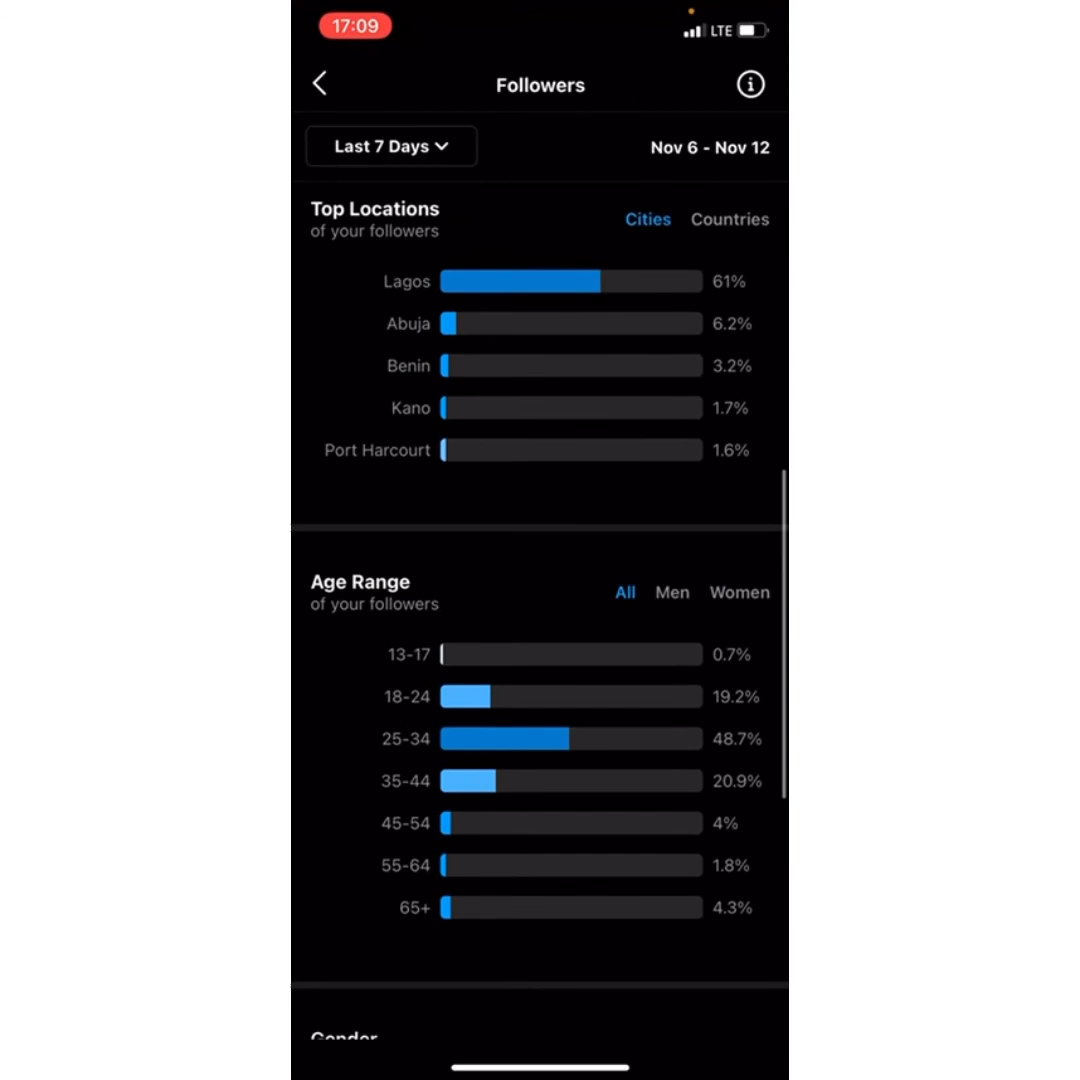 17:09
LTE
Followers
Last 7 Days
Nov 6 - Nov 12
Top Locations
of your followers
Cities Countries
Lagos 61%
Abuja 6.2%
Benin 3.2%
Kano 1.7%
Port Harcourt 1.6%
Age Range
of your followers
All Men Women
13-17 0.7%
18-24 19.2%
25-34 48.7%
35-44 20.9%
45-54 4%
55-64 1.8%
65+ 4.3%
Gender